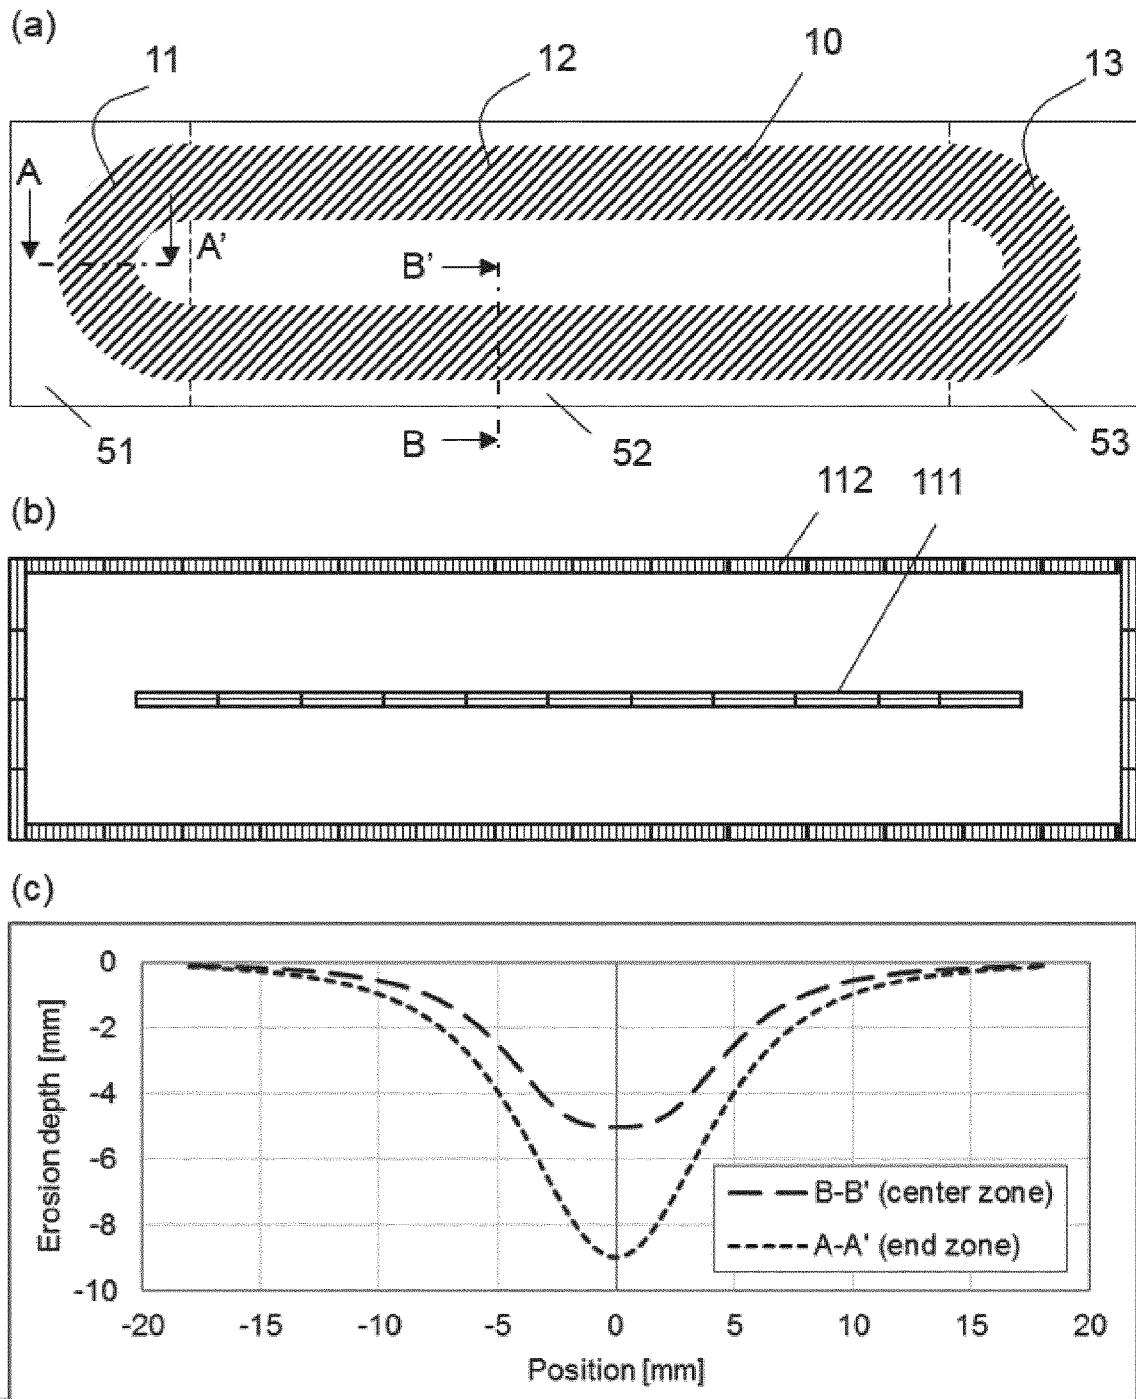 (a)
11
12
10
13
A
A'
B'
B
51
52
53
(b)
112
111
(c)
0
-2
-4
-6
-8
-10
Erosion depth [mm]
B-B' (center zone)
A-A' (end zone)
-20 -15 -10 -5 0 5 10 15 20
Position [mm]